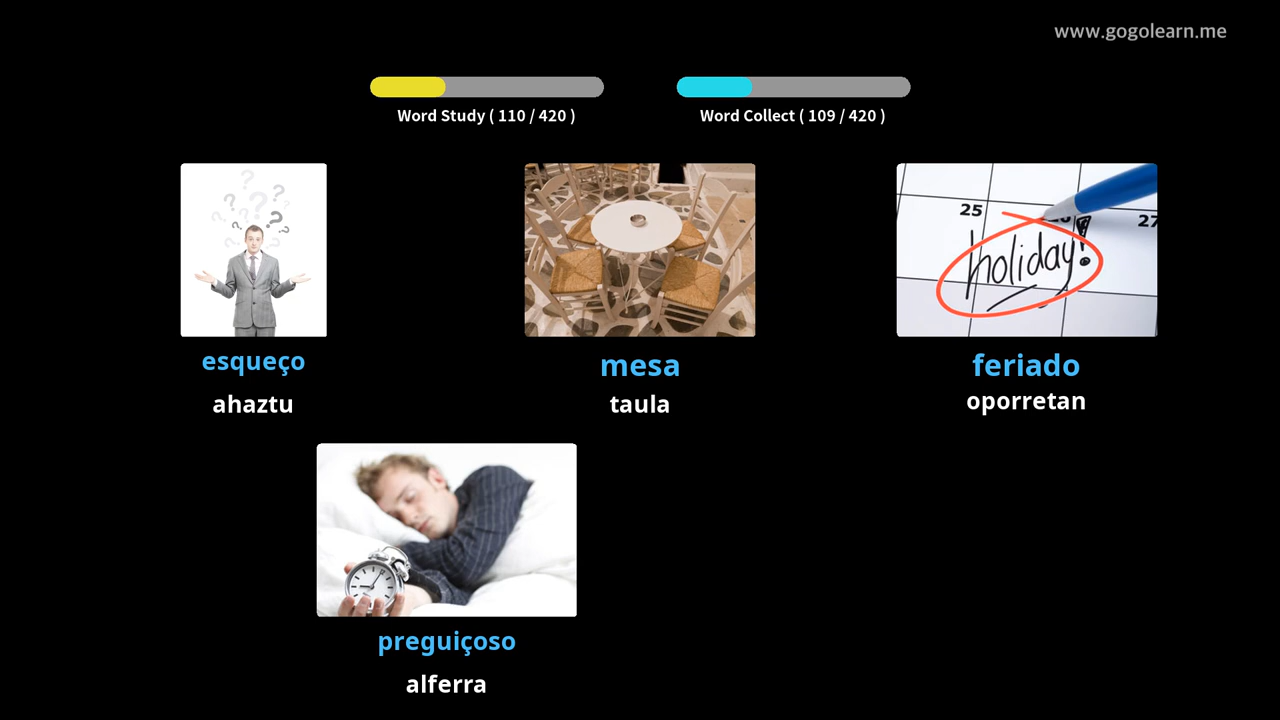 www.gogolearn.me
Word Study ( 110 / 420 )
Word Collect ( 109 / 420 )
25
27
holiday!
esqueço
ahaztu
mesa
taula
feriado
oporretan
preguiçoso
alferra